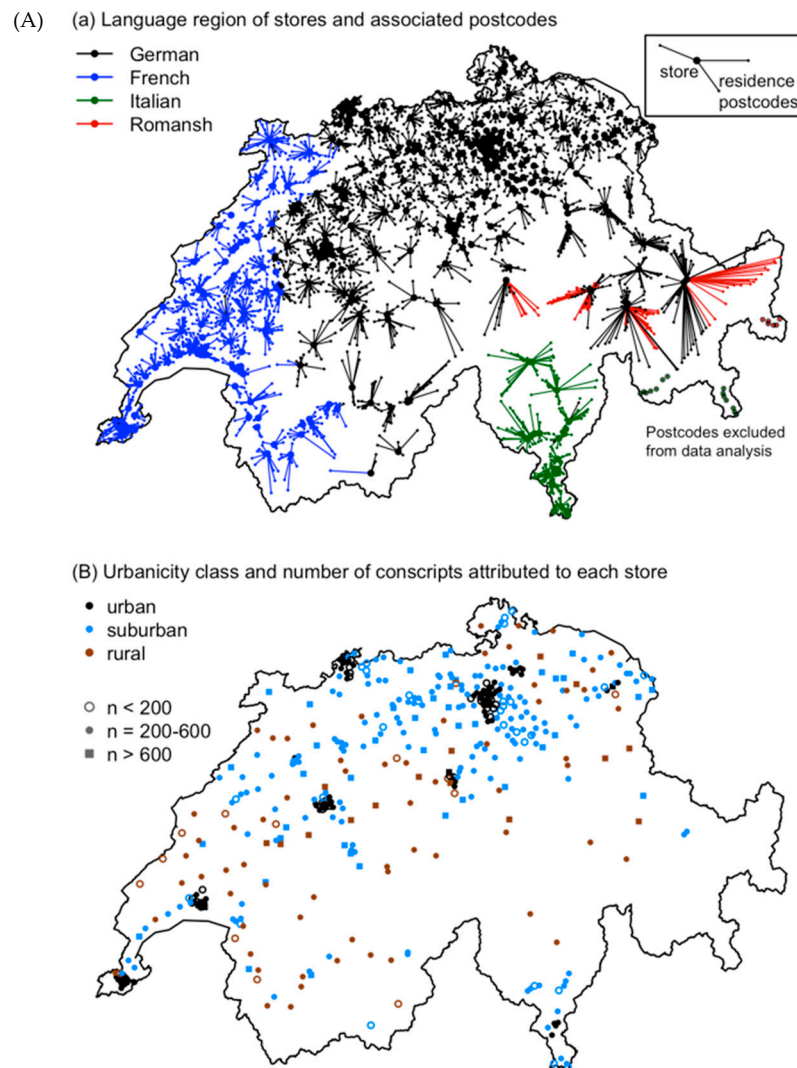 (A)
(a) Language region of stores and associated postcodes
German
French
Italian
Romansh
store
residence
postcodes
Postcodes excluded
from data analysis
(B) Urbanicity class and number of conscripts attributed to each store
urban
suburban
rural
n < 200
n = 200-600
n > 600